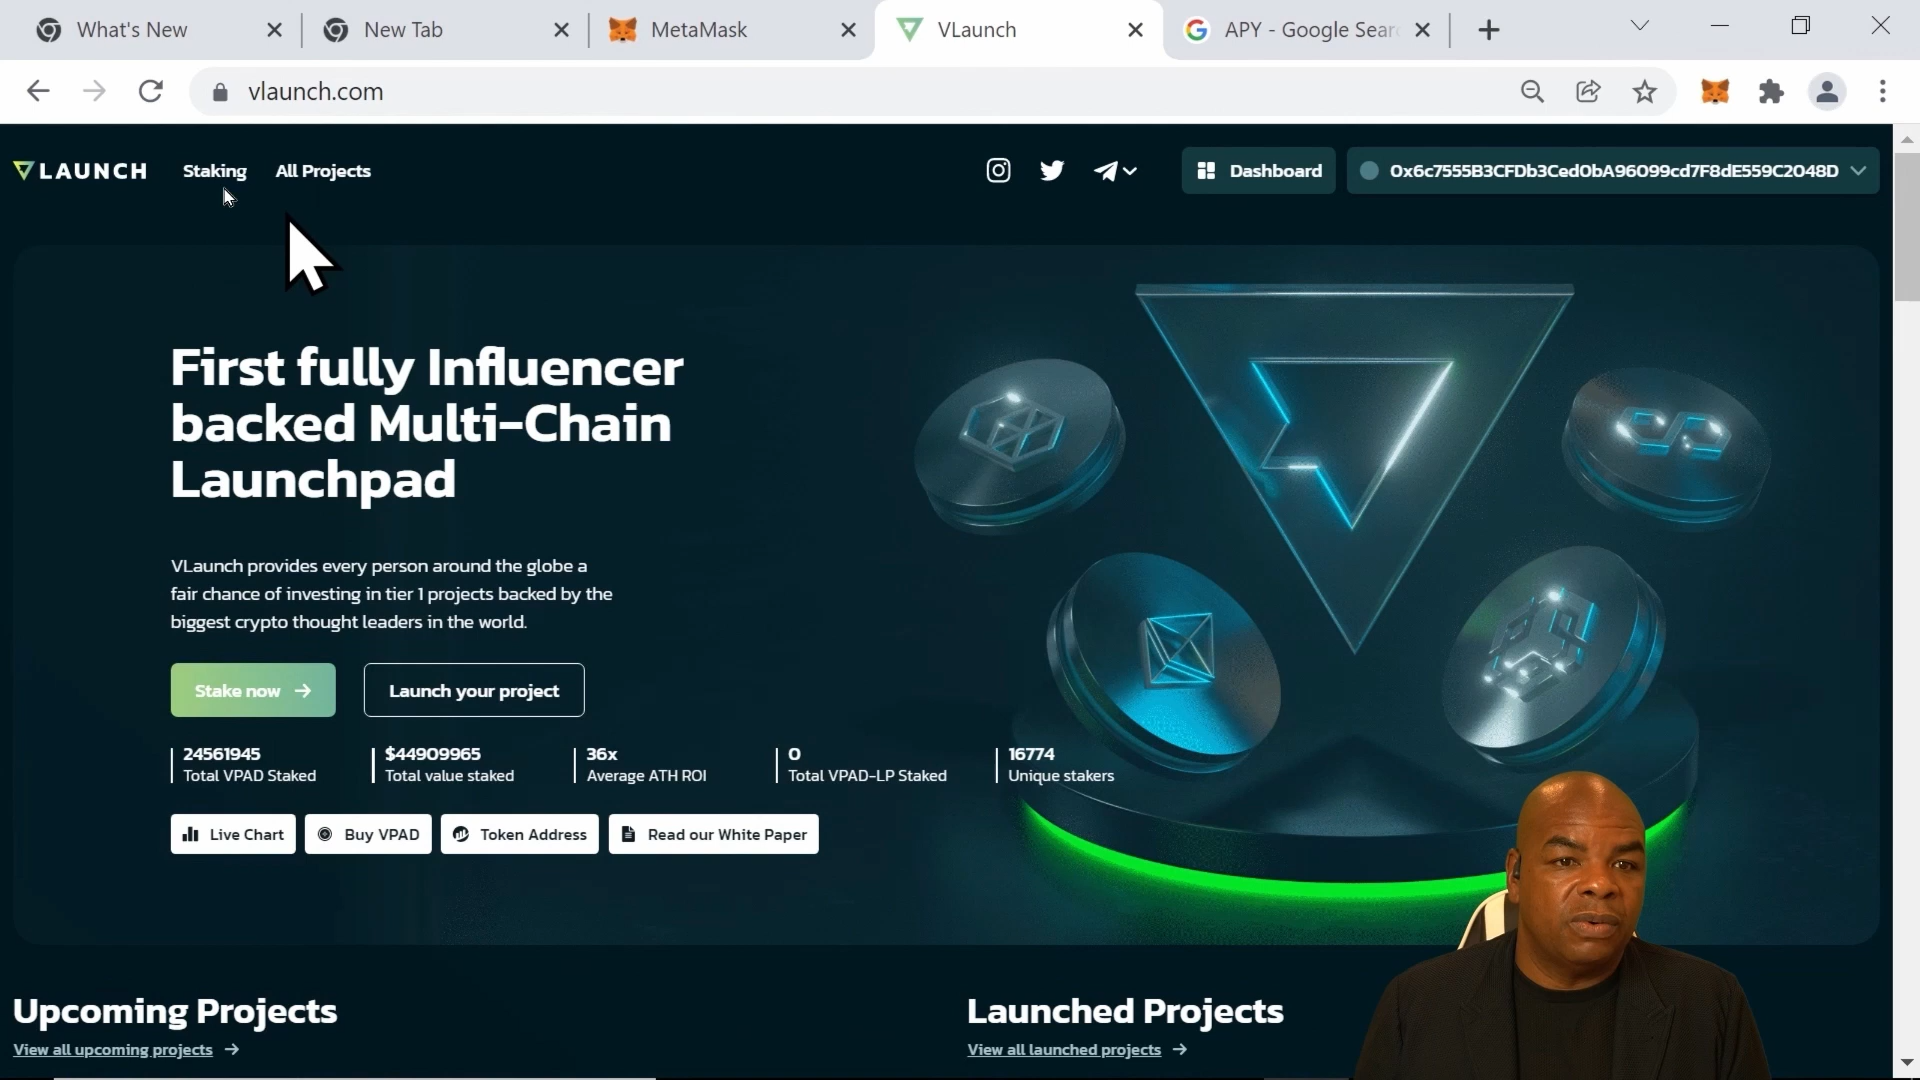 What's New
New Tab
MetaMask
VLaunch
APY - Google Sear
vlaunch.com
LAUNCH
Staking
All Projects
Dashboard
0x6c7555B3CFDb3Ced0bA96099cd7F8dE559C2048D
First fully Influencer
backed Multi-Chain
Launchpad
VLaunch provides every person around the globe a
fair chance of investing in tier 1 projects backed by the
biggest crypto thought leaders in the world.
Stake now
Launch your project
24561945
Total VPAD Staked
$44909965
Total value staked
36x
Average ATH ROI
0
Total VPAD-LP Staked
16774
Unique stakers
Live Chart
Buy VPAD
Token Address
Read our White Paper
Upcoming Projects
View all upcoming projects
Launched Projects
View all launched projects